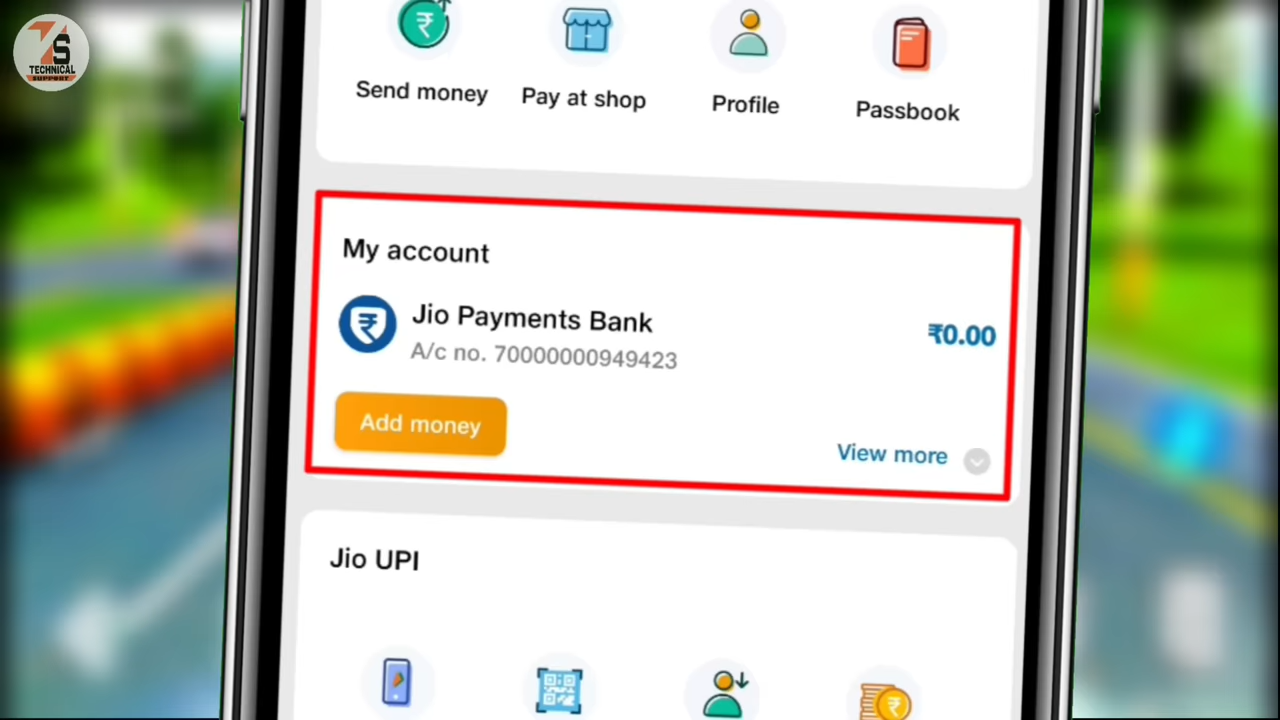 TS
TECHNICAL
SUPPORT
Send money
Pay at shop
Profile
Passbook
My account
Jio Payments Bank
₹0.00
A/c no. 70000000949423
Add money
View more
Jio UPI